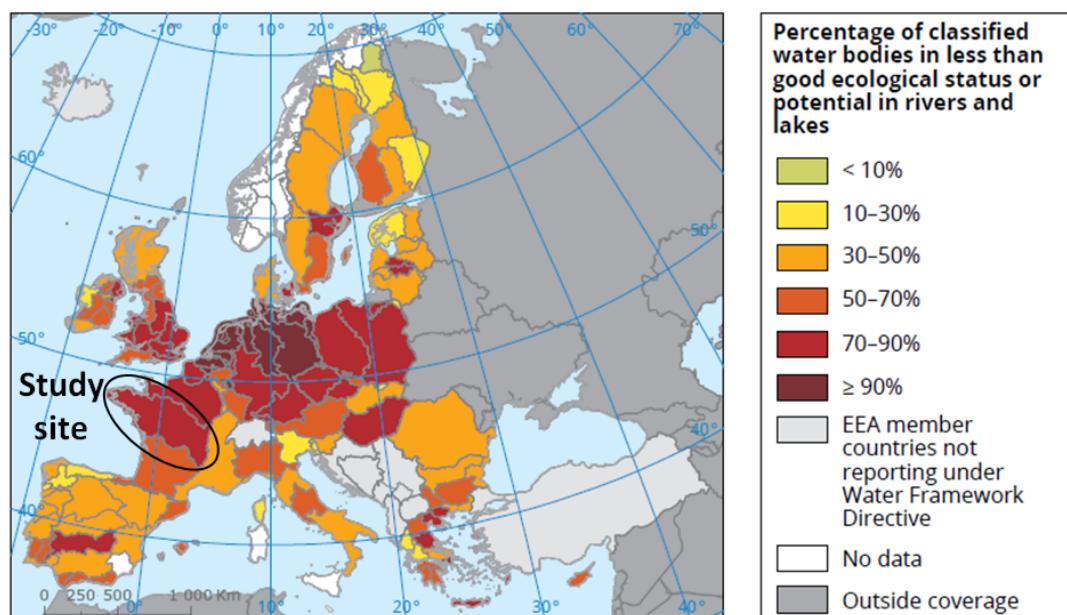 -30° -20° -10° 0° 10° 20° 30° 40° 50° 60° 70°
60°
50°
40°
60°
50°
40°
Study
site
0 250 500 1 000 Km
0° 10° 20° 30° 40°
Percentage of classified
water bodies in less than
good ecological status or
potential in rivers and
lakes
< 10%
10–30%
30–50%
50–70%
70–90%
≥ 90%
EEA member
countries not
reporting under
Water Framework
Directive
No data
Outside coverage